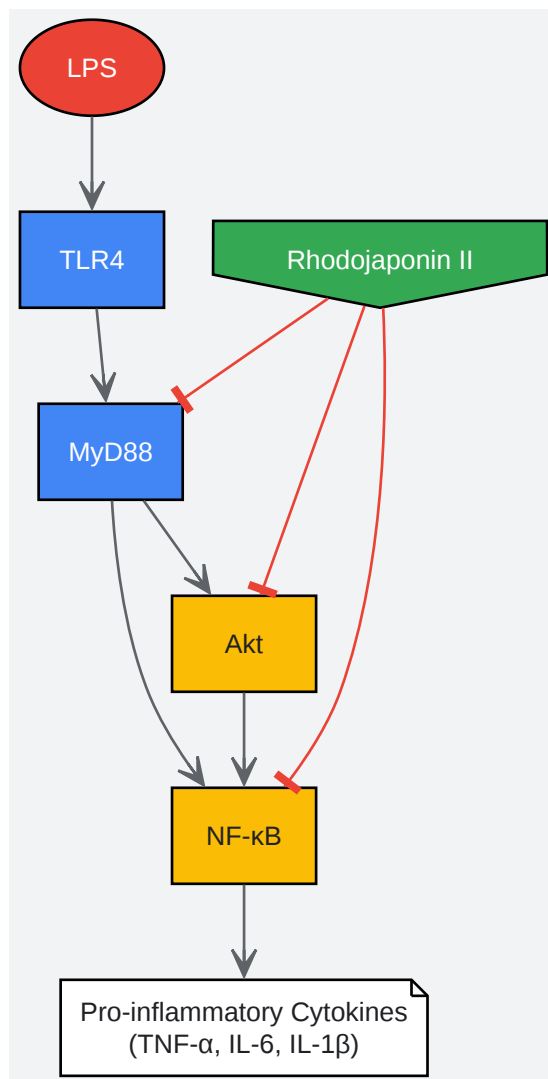 LPS
TLR4
Rhodojaponin II
MyD88
Akt
NF-κB
Pro-inflammatory Cytokines
(TNF-α, IL-6, IL-1β)